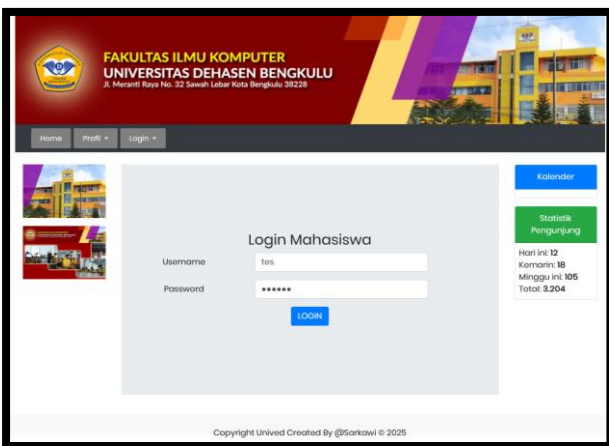 FAKULTAS ILMU KOMPUTER
UNIVERSITAS DEHASEN BENGKULU
Jl. Meranti Raya No. 32 Sawah Lebar Kota Bengkulu 38228
Home Profil Login
Kalender
Statistik
Pengunjung
Hari ini: 12
Kemarin: 18
Minggu ini: 105
Total: 3.204
Login Mahasiswa
Username tes
Password ••••••
LOGIN
Copyright Unived Created By @Sarkawi © 2025